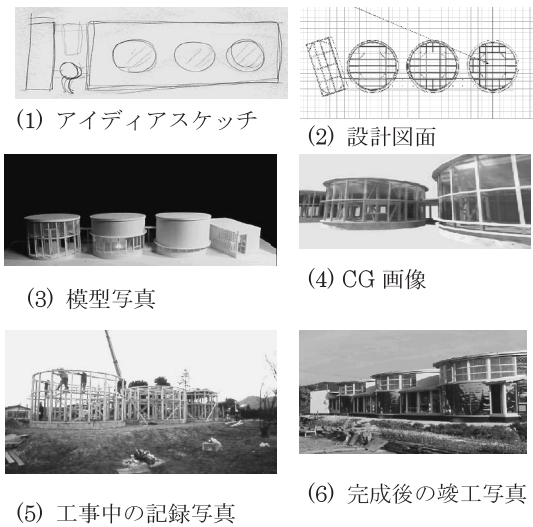 (1) アイディアスケッチ
(2) 設計図面
(3) 模型写真
(4) CG 画像
(5) 工事中の記録写真
(6) 完成後の竣工写真